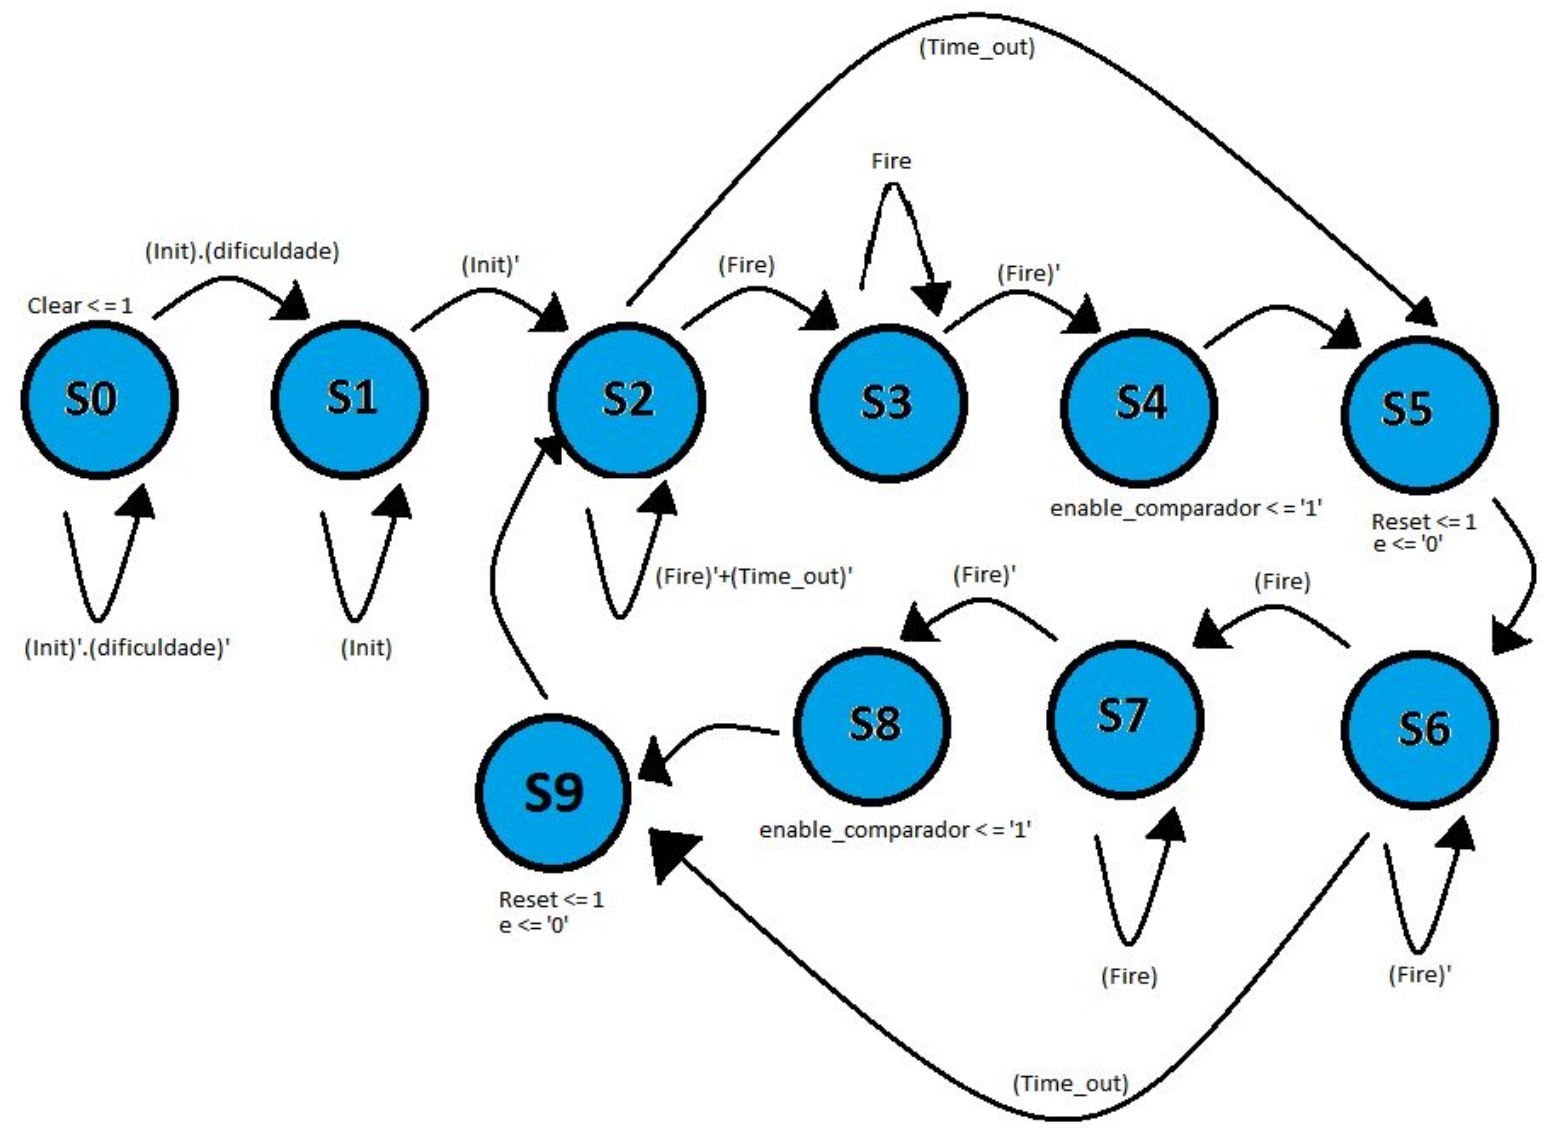 (Time_out)
Fire
(Init).(dificuldade)
(Init)'
(Fire)
(Fire)'
Clear <= 1
S0
S1
S2
S3
S4
S5
enable_comparador <= '1'
Reset <= 1
e <= '0'
(Fire)'+(Time_out)'
(Fire)'
(Fire)
(Init)'.(dificuldade)'
(Init)
S9
S8
S7
S6
enable_comparador <= '1'
Reset <= 1
e <= '0'
(Fire)
(Fire)'
(Time_out)